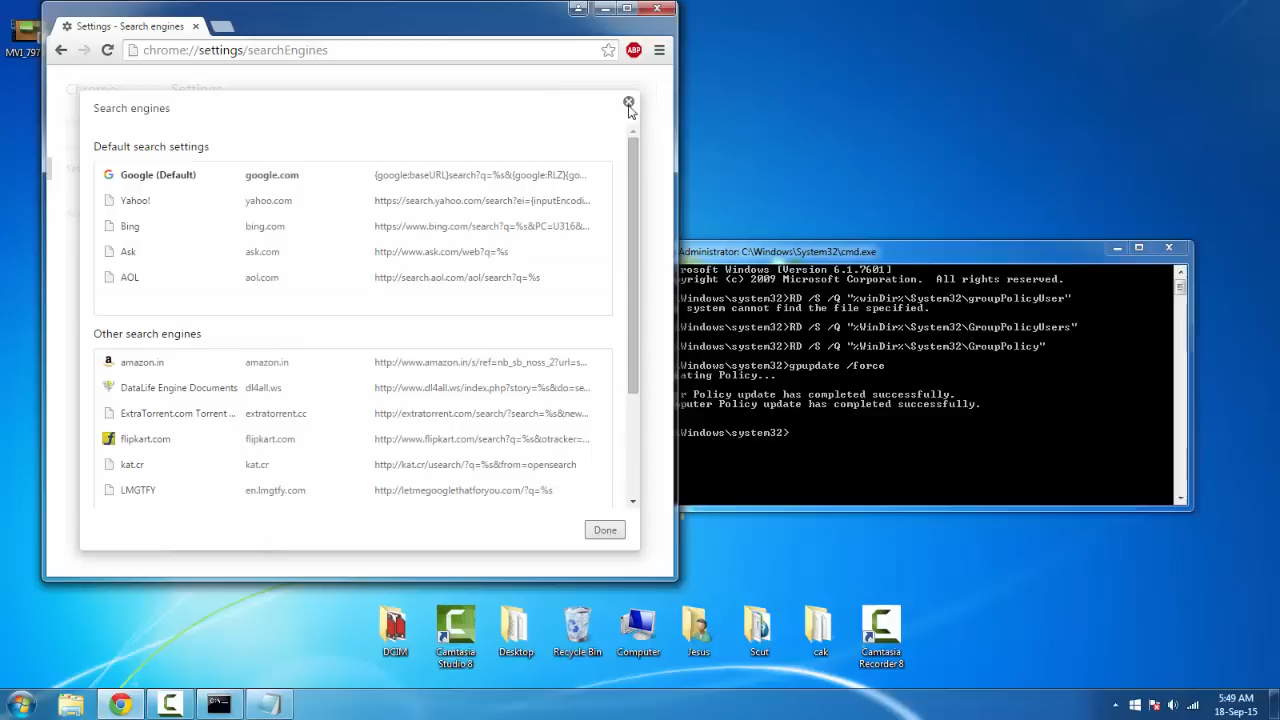 MVI_797
Settings - Search engines
chrome://settings/searchEngines
ABP
Chrome
Settings
Search engines
Default search settings
Google (Default) google.com {google:baseURL}search?q=%s&{google:RLZ}{go...
Yahoo! yahoo.com https://search.yahoo.com/search?ei={inputEncodi...
Bing bing.com https://www.bing.com/search?q=%s&PC=U316&...
Ask ask.com http://www.ask.com/web?q=%s
AOL aol.com http://search.aol.com/aol/search?q=%s
Other search engines
amazon.in amazon.in http://www.amazon.in/s/ref=nb_sb_noss_2?url=s...
DataLife Engine Documents dl4all.ws http://www.dl4all.ws/index.php?story=%s&do=se...
ExtraTorrent.com Torrent ... extratorrent.cc http://extratorrent.com/search/?search=%s&new...
flipkart.com flipkart.com http://www.flipkart.com/search?q=%s&otracker=...
kat.cr kat.cr http://kat.cr/usearch/?q=%s&from=opensearch
LMGTFY en.lmgtfy.com http://letmegooglethatforyou.com/?q=%s
Done
Administrator: C:\Windows\System32\cmd.exe
rosoft Windows [Version 6.1.7601]
yright (c) 2009 Microsoft Corporation. All rights reserved.
Windows\system32>RD /S /Q "%winDir%\System32\groupPolicyUser"
system cannot find the file specified.
Windows\system32>RD /S /Q "%WinDir%\System32\GroupPolicyUsers"
Windows\system32>RD /S /Q "%WinDir%\System32\GroupPolicy"
Windows\system32>gpupdate /force
ating Policy...
r Policy update has completed successfully.
puter Policy update has completed successfully.
Windows\system32>
DCIM
Camtasia Studio 8
Desktop
Recycle Bin
Computer
Jesus
Scut
cak
Camtasia Recorder 8
5:49 AM
18-Sep-15